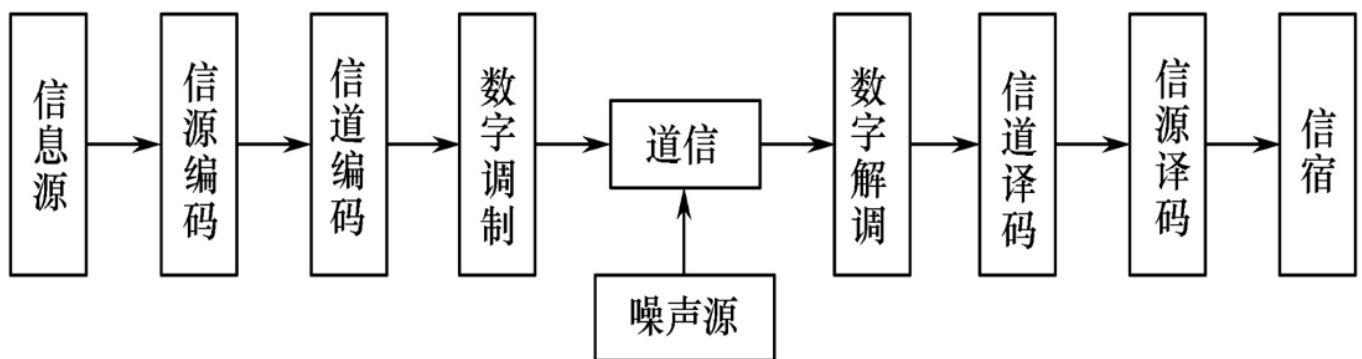 信息源
信源编码
信道编码
数字调制
道信
噪声源
数字解调
信道译码
信源译码
信宿